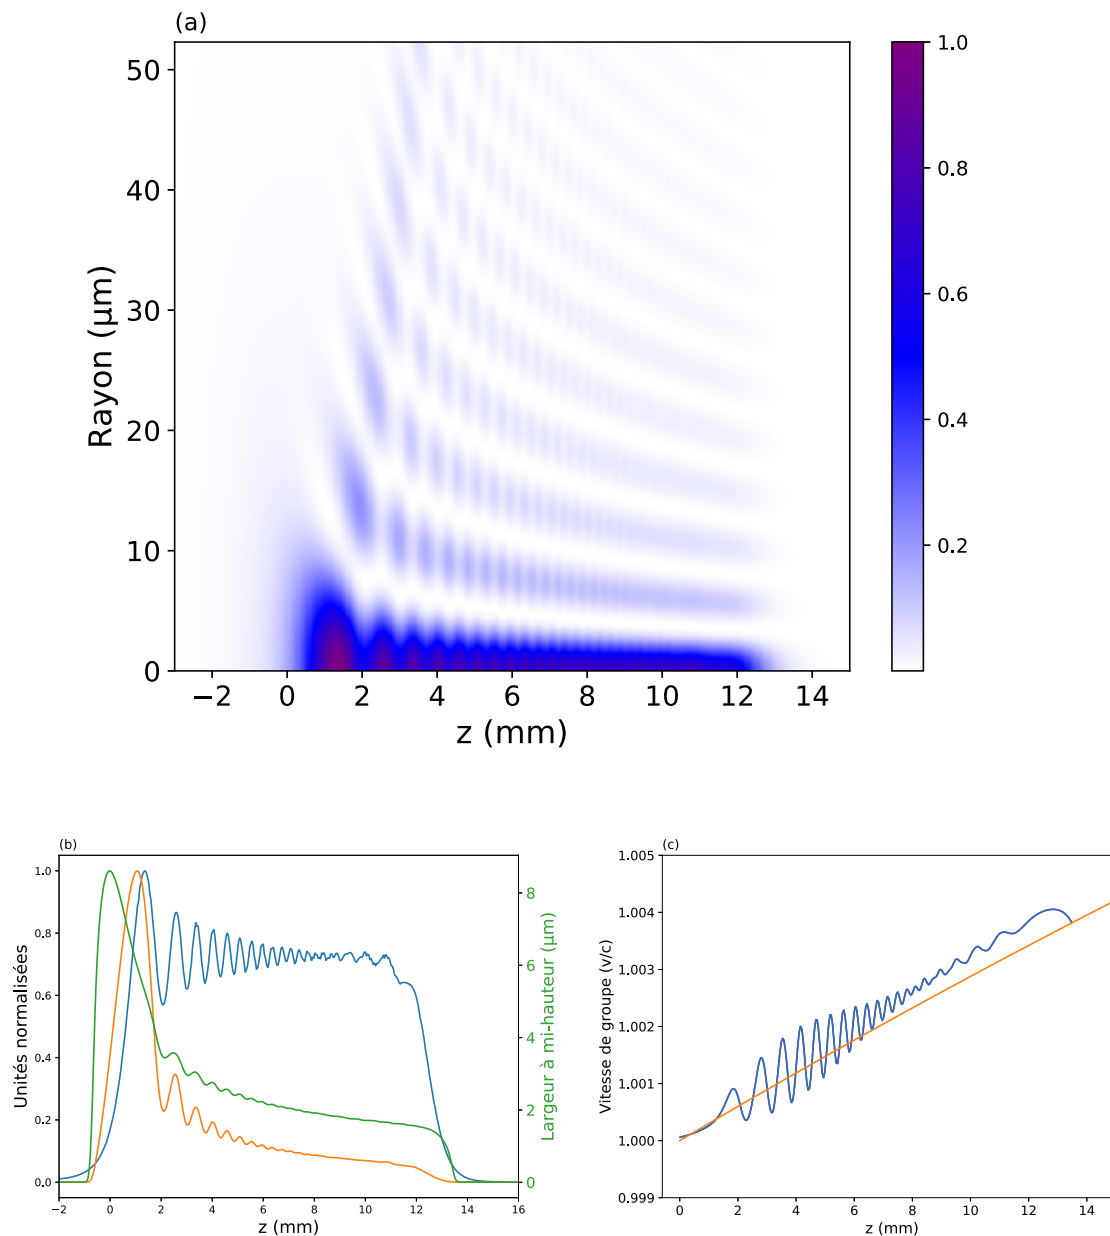 (a)
50
40
30
20
10
0
Rayon (μm)
−2 0 2 4 6 8 10 12 14
z (mm)
1.0
0.8
0.6
0.4
0.2
(b)
1.0
0.8
0.6
0.4
0.2
0.0
Unités normalisées
8
6
4
2
0
Largeur à mi-hauteur (μm)
−2 0 2 4 6 8 10 12 14 16
z (mm)
(c)
1.005
1.004
1.003
1.002
1.001
1.000
0.999
Vitesse de groupe (v/c)
0 2 4 6 8 10 12 14
z (mm)